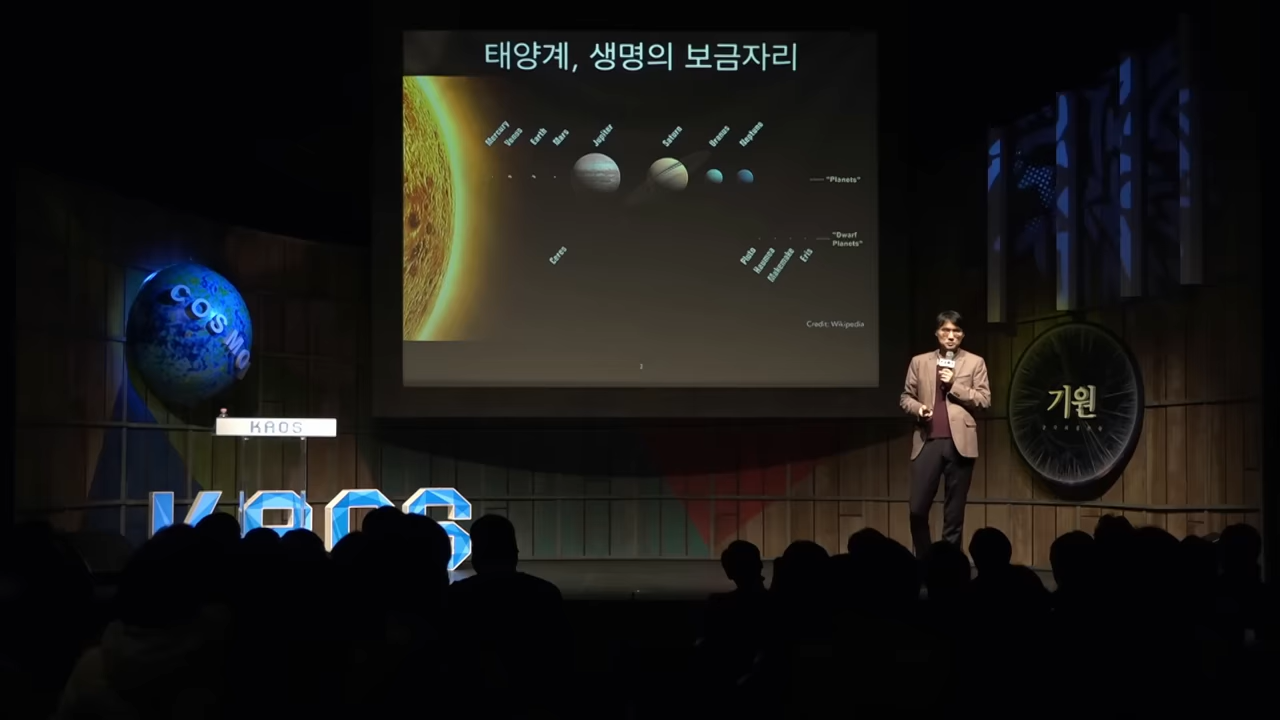 태양계, 생명의 보금자리
Mercury
Venus
Earth
Mars
Jupiter
Saturn
Uranus
Neptune
"Planets"
Ceres
Pluto
Haumea
Makemake
Eris
"Dwarf
Planets"
Credit: Wikipedia
2
COSMO
KAOS
KAOS
기원